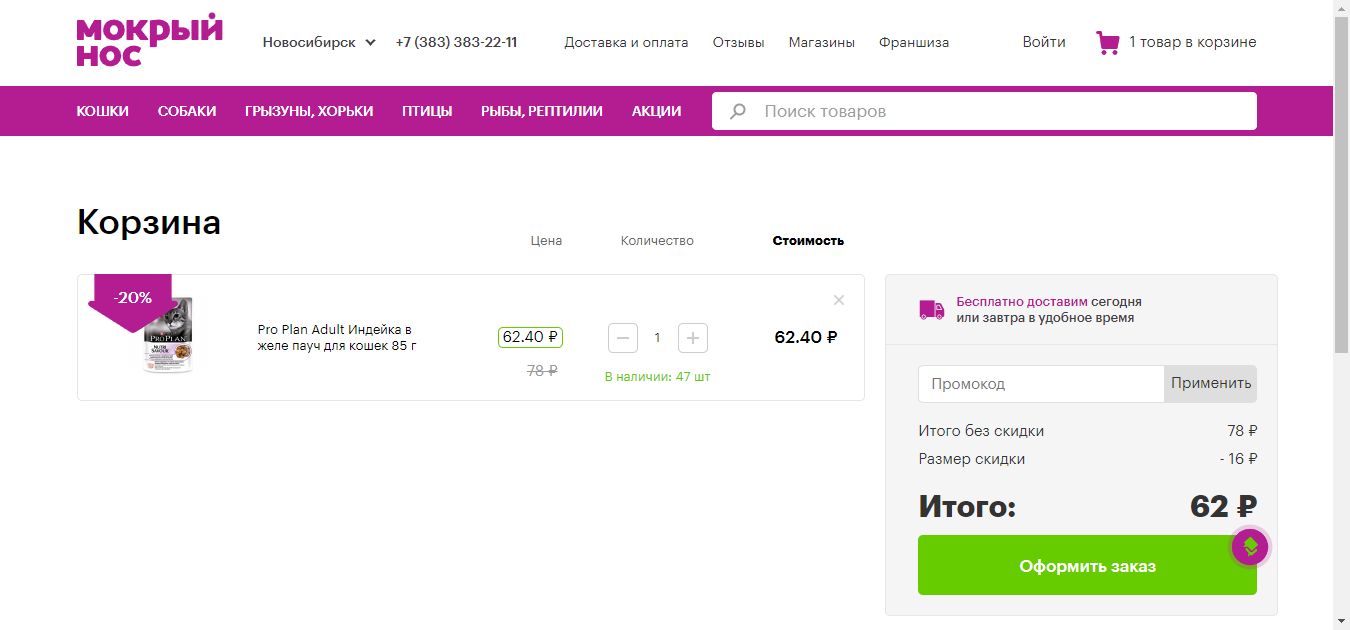 мокрый
нос
Новосибирск
+7 (383) 383-22-11
Доставка и оплата
Отзывы
Магазины
Франшиза
Войти
1 товар в корзине
КОШКИ
СОБАКИ
ГРЫЗУНЫ, ХОРЬКИ
ПТИЦЫ
РЫБЫ, РЕПТИЛИИ
АКЦИИ
Поиск товаров
Корзина
Цена
Количество
Стоимость
-20%
PRO PLAN
NUTRI
SAVOUR
Pro Plan Adult Индейка в
желе пауч для кошек 85 г
62.40 ₽
78 ₽
1
В наличии: 47 шт
62.40 ₽
Бесплатно доставим сегодня
или завтра в удобное время
Промокод
Применить
Итого без скидки
78 ₽
Размер скидки
- 16 ₽
Итого:
62 ₽
Оформить заказ